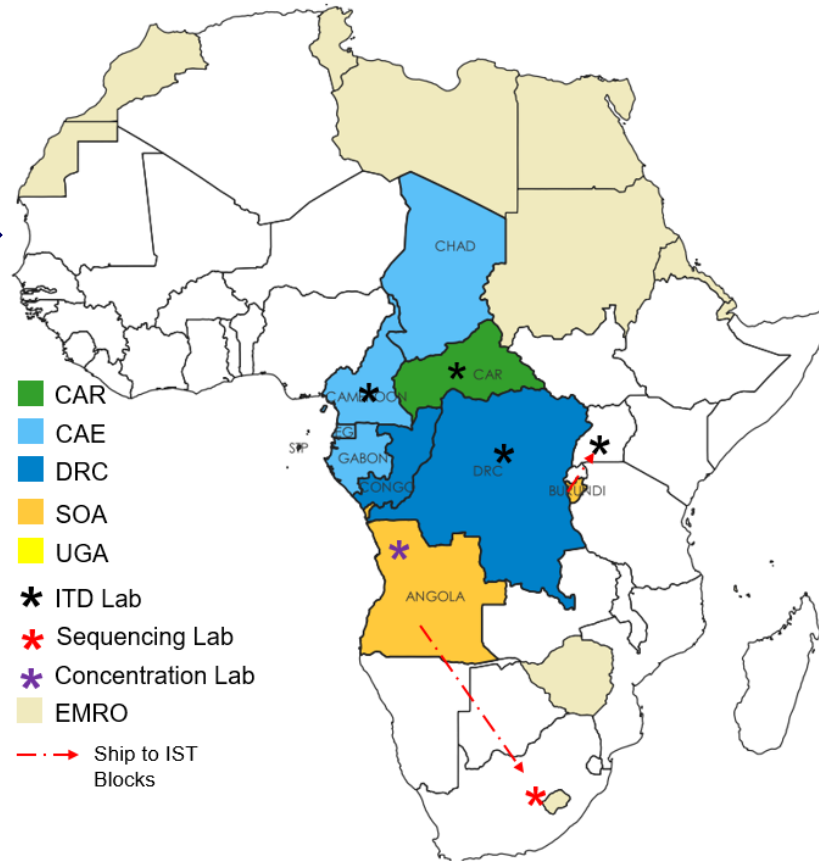 CHAD
CAR
CAMEROON
EG
STP
GABON
CONGO
DRC
BURUNDI
ANGOLA
CAR
CAE
DRC
SOA
UGA
* ITD Lab
* Sequencing Lab
* Concentration Lab
EMRO
Ship to IST
Blocks